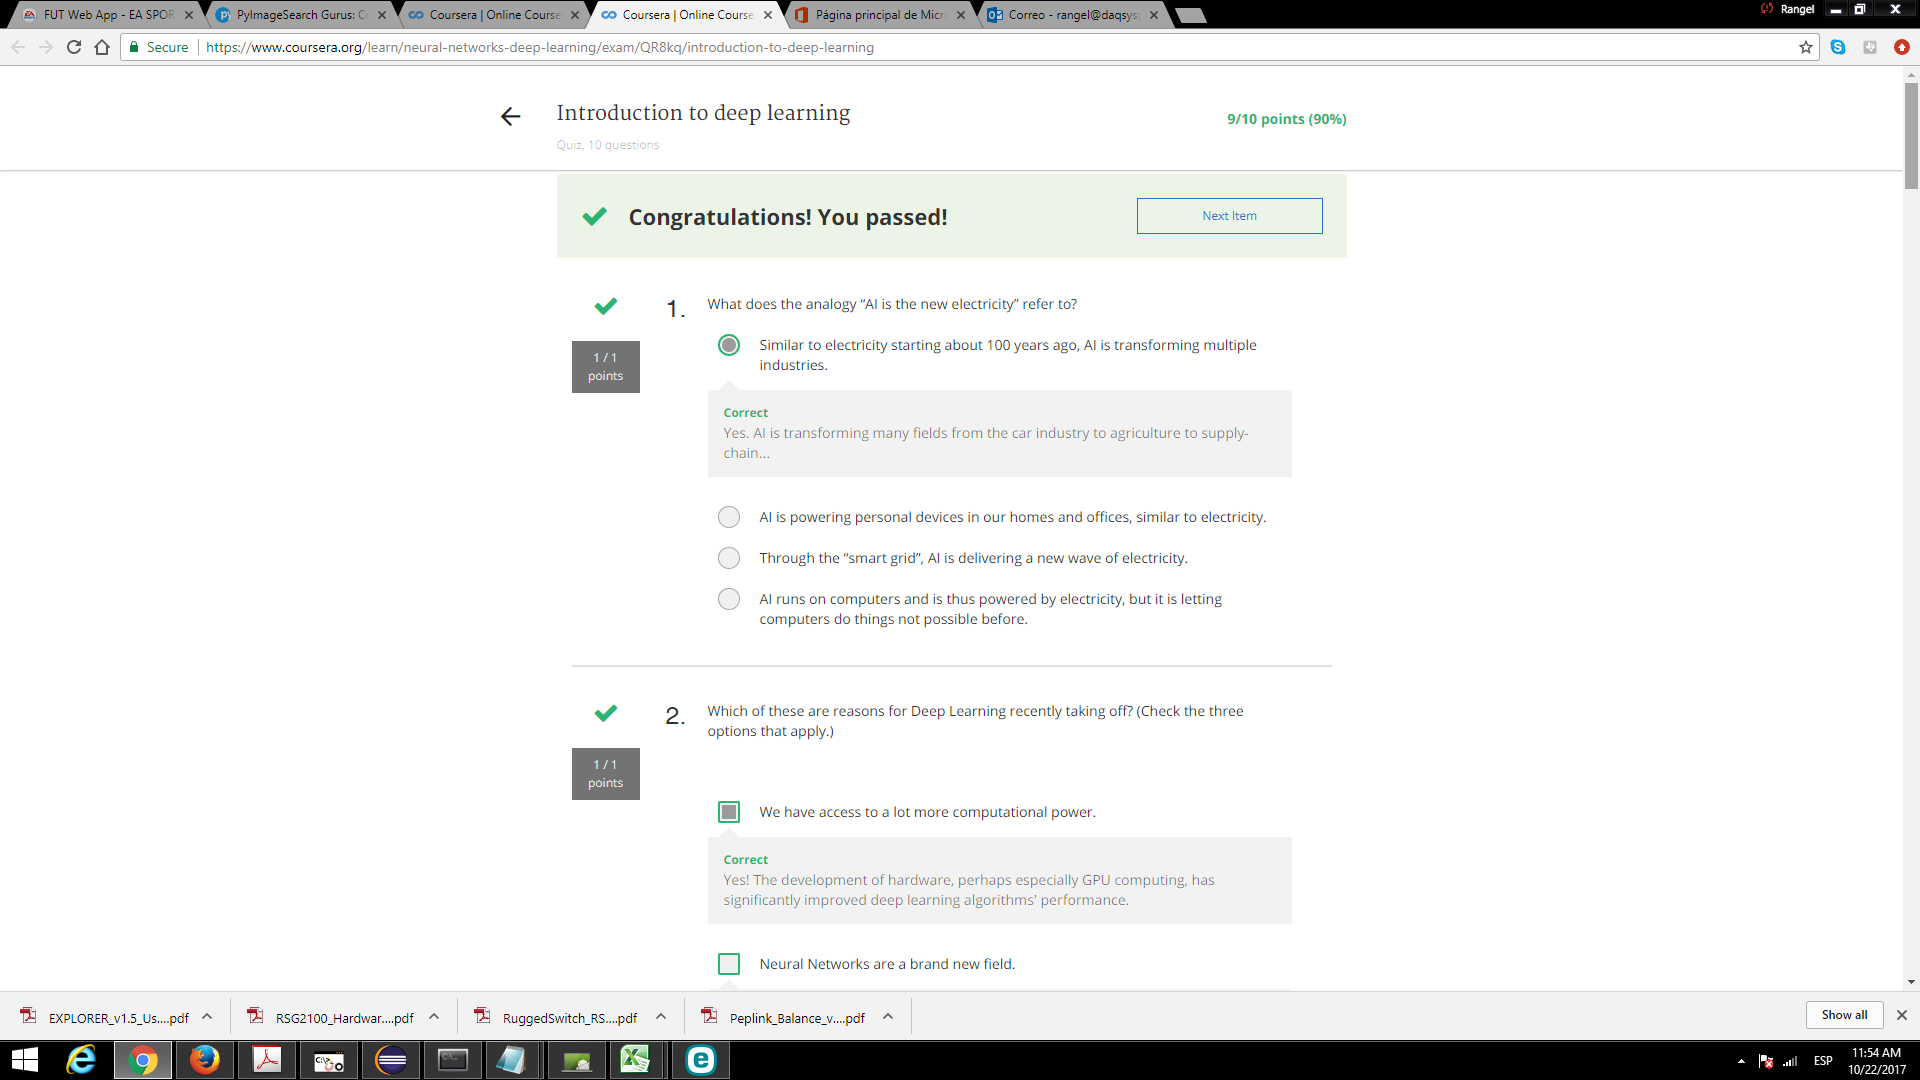 FUT Web App - EA SPOR
PyImageSearch Gurus: C
Coursera | Online Course
Coursera | Online Course
Página principal de Micr
Correo - rangel@daqsys
Rangel
Secure
https://www.coursera.org/learn/neural-networks-deep-learning/exam/QR8kq/introduction-to-deep-learning
Introduction to deep learning
9/10 points (90%)
Quiz, 10 questions
Congratulations! You passed!
Next Item
1.
What does the analogy “AI is the new electricity” refer to?
1 / 1
points
Similar to electricity starting about 100 years ago, AI is transforming multiple
industries.
Correct
Yes. AI is transforming many fields from the car industry to agriculture to supply-
chain...
AI is powering personal devices in our homes and offices, similar to electricity.
Through the “smart grid”, AI is delivering a new wave of electricity.
AI runs on computers and is thus powered by electricity, but it is letting
computers do things not possible before.
2.
Which of these are reasons for Deep Learning recently taking off? (Check the three
options that apply.)
1 / 1
points
We have access to a lot more computational power.
Correct
Yes! The development of hardware, perhaps especially GPU computing, has
significantly improved deep learning algorithms' performance.
Neural Networks are a brand new field.
EXPLORER_v1.5_Us....pdf
RSG2100_Hardwar....pdf
RuggedSwitch_RS....pdf
Peplink_Balance_v....pdf
Show all
ESP
11:54 AM
10/22/2017